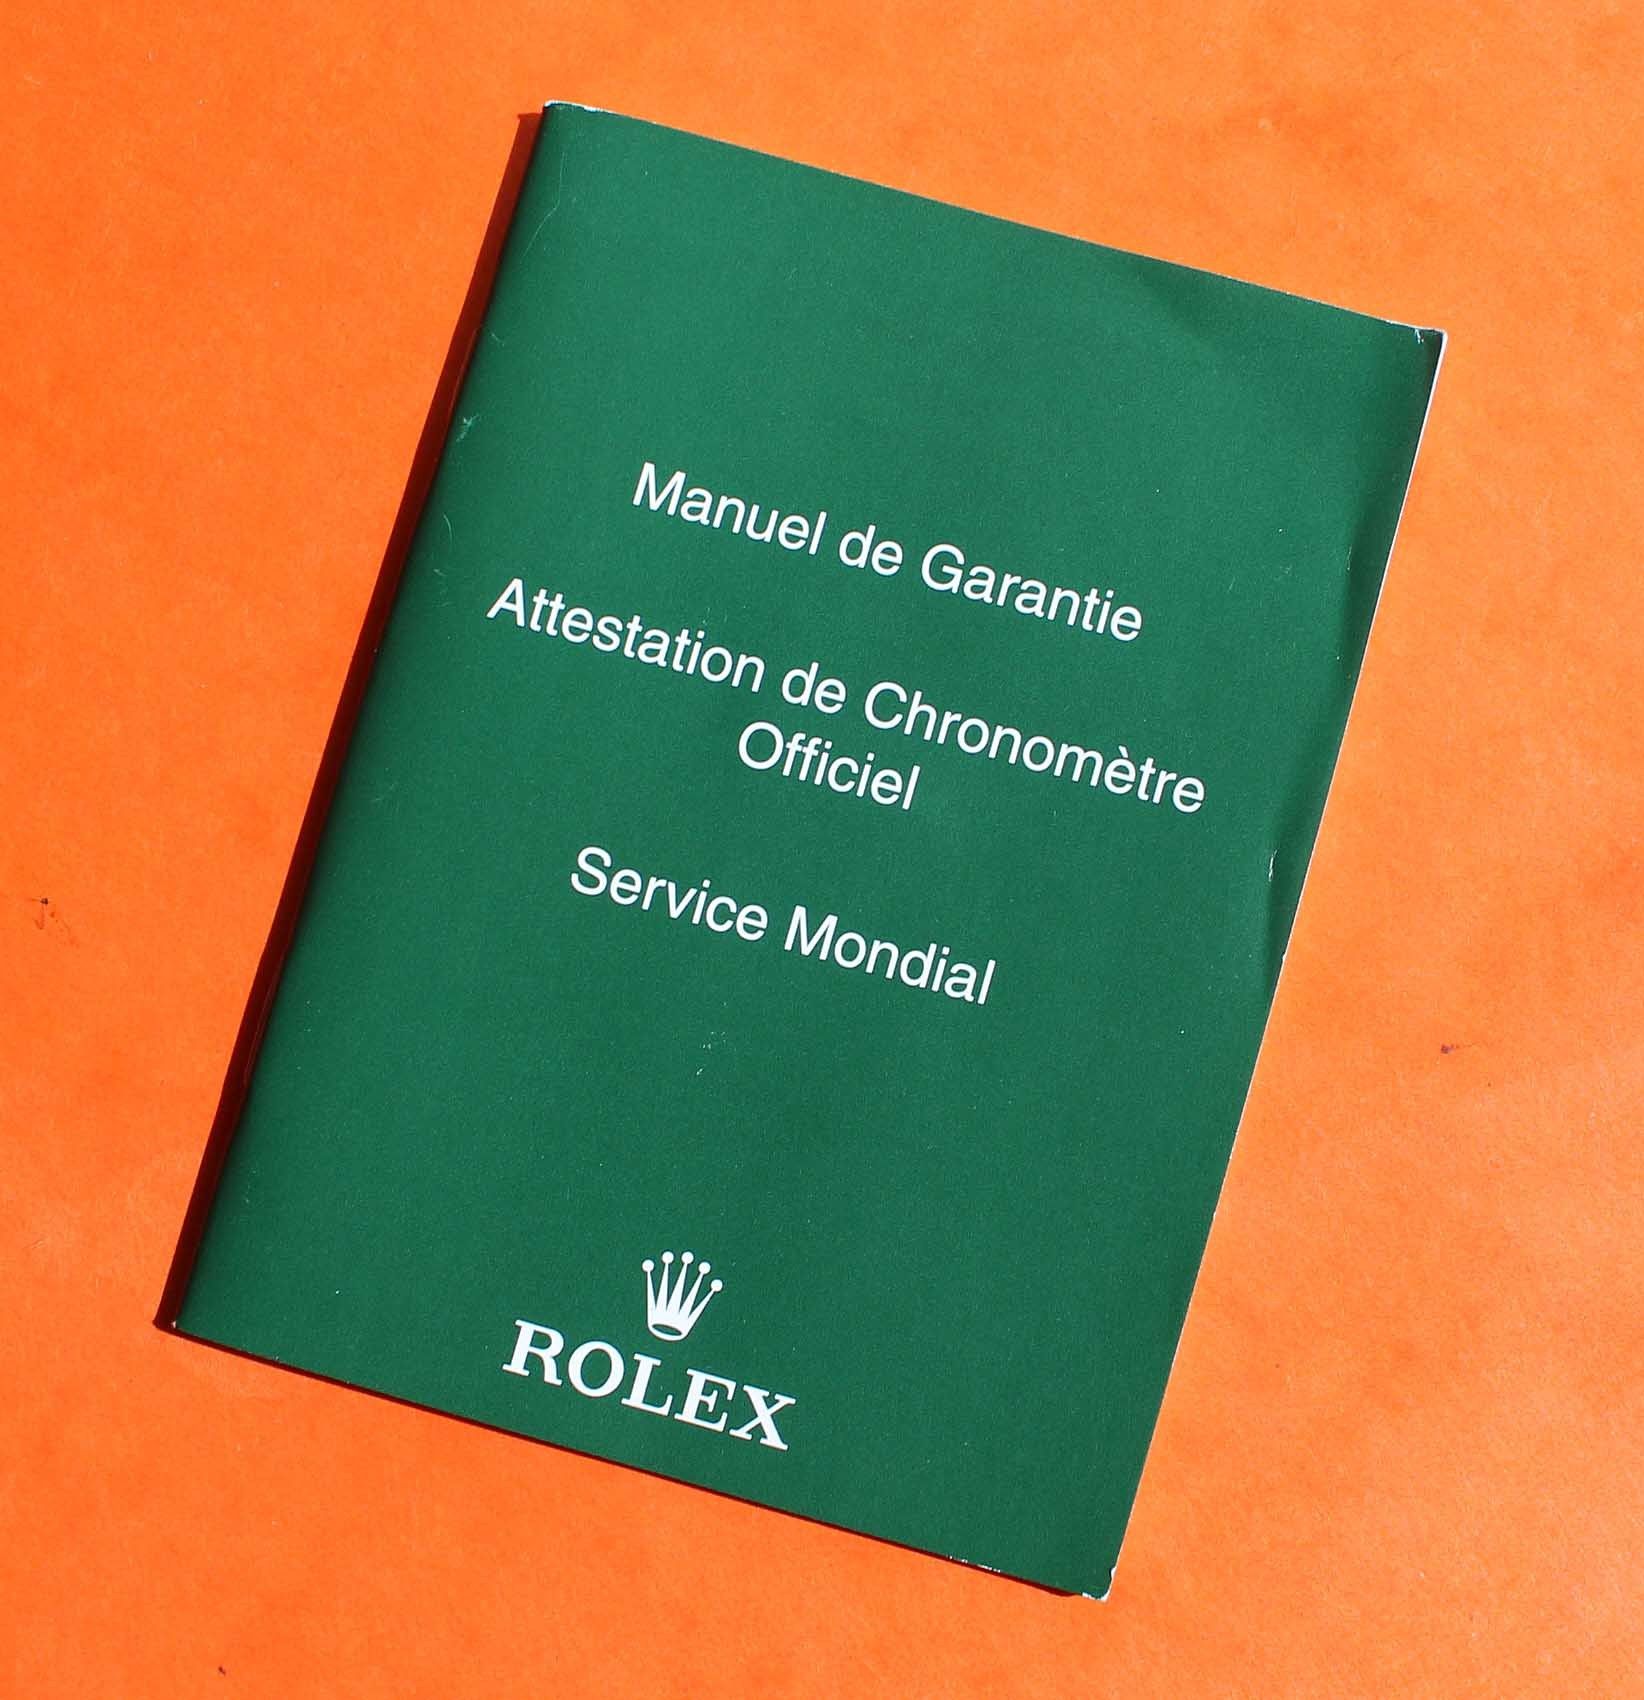 Manuel de Garantie
Attestation de Chronomètre
Officiel
Service Mondial
ROLEX